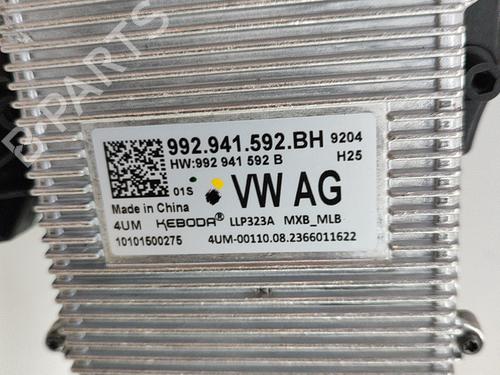 B PARTS
992.941.592.BH 9204
HW:992 941 592 B H25
01S VW AG
Made in China
4UM KEBODA® LLP323A MXB_MLB
10101500275 4UM-00110.08.2366011622